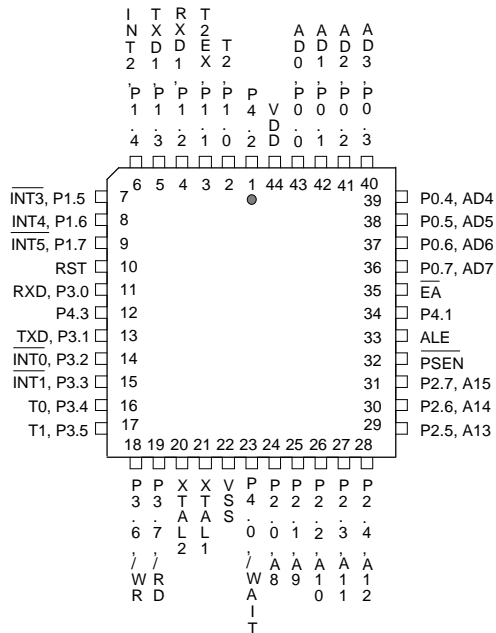 INT2, P1.4
TXD1, P1.3
RXD1, P1.2
T2EX, P1.1
T2, P1.0
P4.2
VDD
AD0, P0.0
AD1, P0.1
AD2, P0.2
AD3, P0.3
6 5 4 3 2 1 44 43 42 41 40
INT3, P1.5 7
INT4, P1.6 8
INT5, P1.7 9
RST 10
RXD, P3.0 11
P4.3 12
TXD, P3.1 13
INT0, P3.2 14
INT1, P3.3 15
T0, P3.4 16
T1, P3.5 17
39 P0.4, AD4
38 P0.5, AD5
37 P0.6, AD6
36 P0.7, AD7
35 EA
34 P4.1
33 ALE
32 PSEN
31 P2.7, A15
30 P2.6, A14
29 P2.5, A13
18 19 20 21 22 23 24 25 26 27 28
P3.6, /WR
P3.7, /RD
XTAL2
XTAL1
VSS
P4.0, /WAIT
P2.0, A8
P2.1, A9
P2.2, A10
P2.3, A11
P2.4, A12